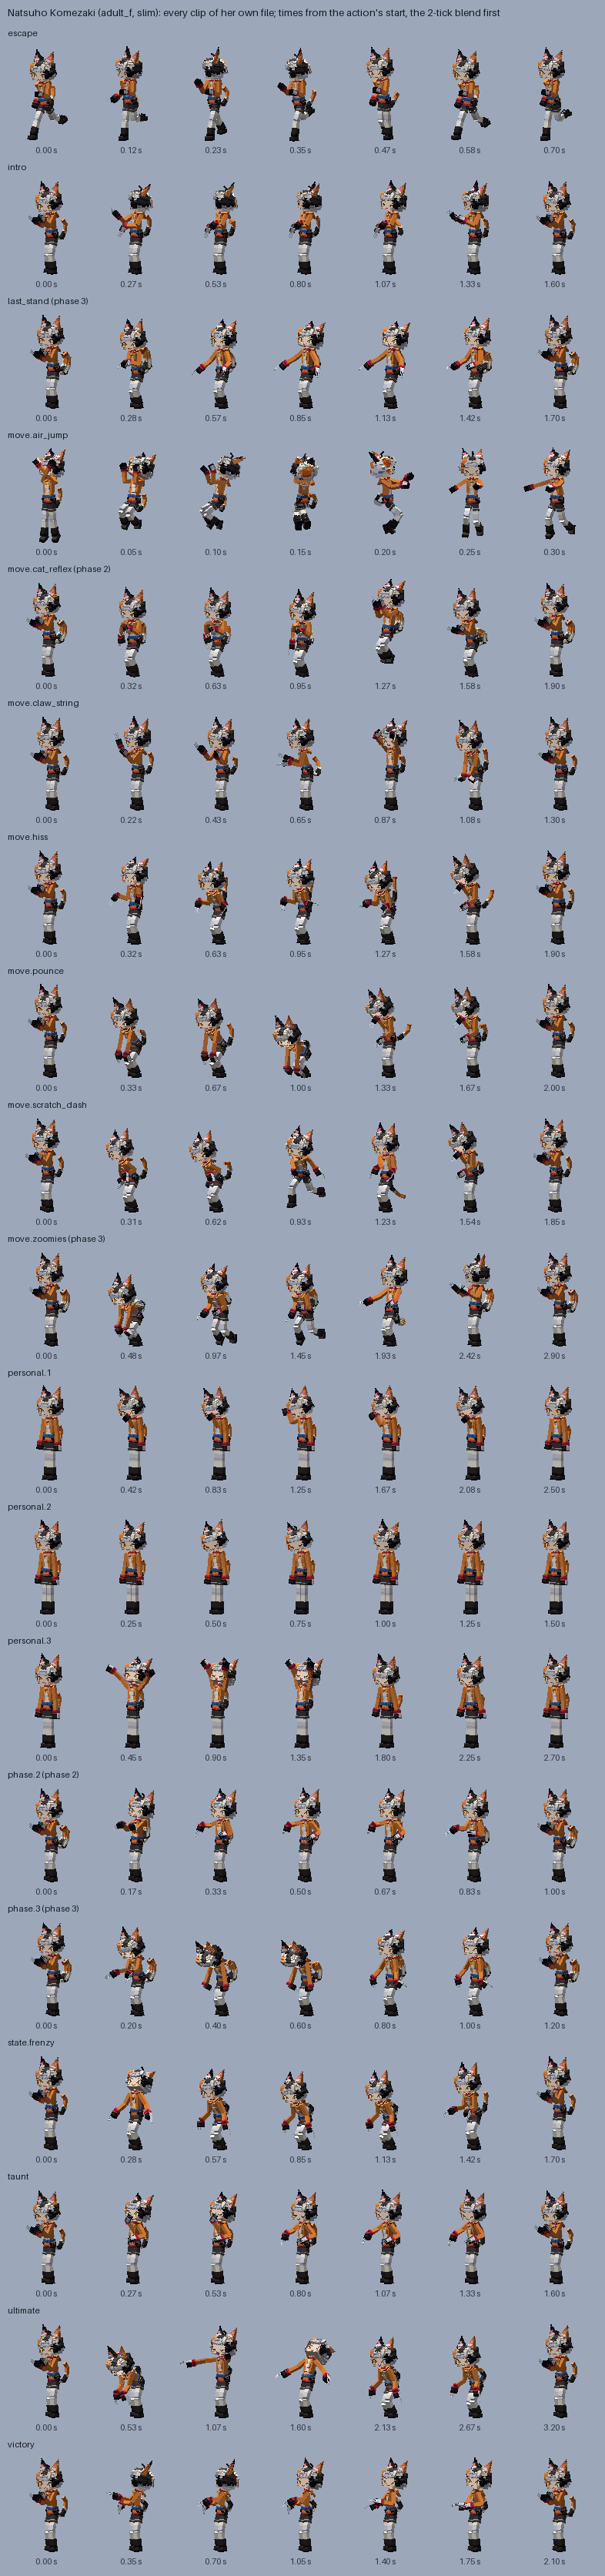 Natsuho Komezaki (adult_f, slim): every clip of her own file; times from the action's start, the 2-tick blend first
escape
0.00 s 0.12 s 0.23 s 0.35 s 0.47 s 0.58 s 0.70 s
intro
0.00 s 0.27 s 0.53 s 0.80 s 1.07 s 1.33 s 1.60 s
last_stand (phase 3)
0.00 s 0.28 s 0.57 s 0.85 s 1.13 s 1.42 s 1.70 s
move.air_jump
0.00 s 0.05 s 0.10 s 0.15 s 0.20 s 0.25 s 0.30 s
move.cat_reflex (phase 2)
0.00 s 0.32 s 0.63 s 0.95 s 1.27 s 1.58 s 1.90 s
move.claw_string
0.00 s 0.22 s 0.43 s 0.65 s 0.87 s 1.08 s 1.30 s
move.hiss
0.00 s 0.32 s 0.63 s 0.95 s 1.27 s 1.58 s 1.90 s
move.pounce
0.00 s 0.33 s 0.67 s 1.00 s 1.33 s 1.67 s 2.00 s
move.scratch_dash
0.00 s 0.31 s 0.62 s 0.93 s 1.23 s 1.54 s 1.85 s
move.zoomies (phase 3)
0.00 s 0.48 s 0.97 s 1.45 s 1.93 s 2.42 s 2.90 s
personal.1
0.00 s 0.42 s 0.83 s 1.25 s 1.67 s 2.08 s 2.50 s
personal.2
0.00 s 0.25 s 0.50 s 0.75 s 1.00 s 1.25 s 1.50 s
personal.3
0.00 s 0.45 s 0.90 s 1.35 s 1.80 s 2.25 s 2.70 s
phase.2 (phase 2)
0.00 s 0.17 s 0.33 s 0.50 s 0.67 s 0.83 s 1.00 s
phase.3 (phase 3)
0.00 s 0.20 s 0.40 s 0.60 s 0.80 s 1.00 s 1.20 s
state.frenzy
0.00 s 0.28 s 0.57 s 0.85 s 1.13 s 1.42 s 1.70 s
taunt
0.00 s 0.27 s 0.53 s 0.80 s 1.07 s 1.33 s 1.60 s
ultimate
0.00 s 0.53 s 1.07 s 1.60 s 2.13 s 2.67 s 3.20 s
victory
0.00 s 0.35 s 0.70 s 1.05 s 1.40 s 1.75 s 2.10 s